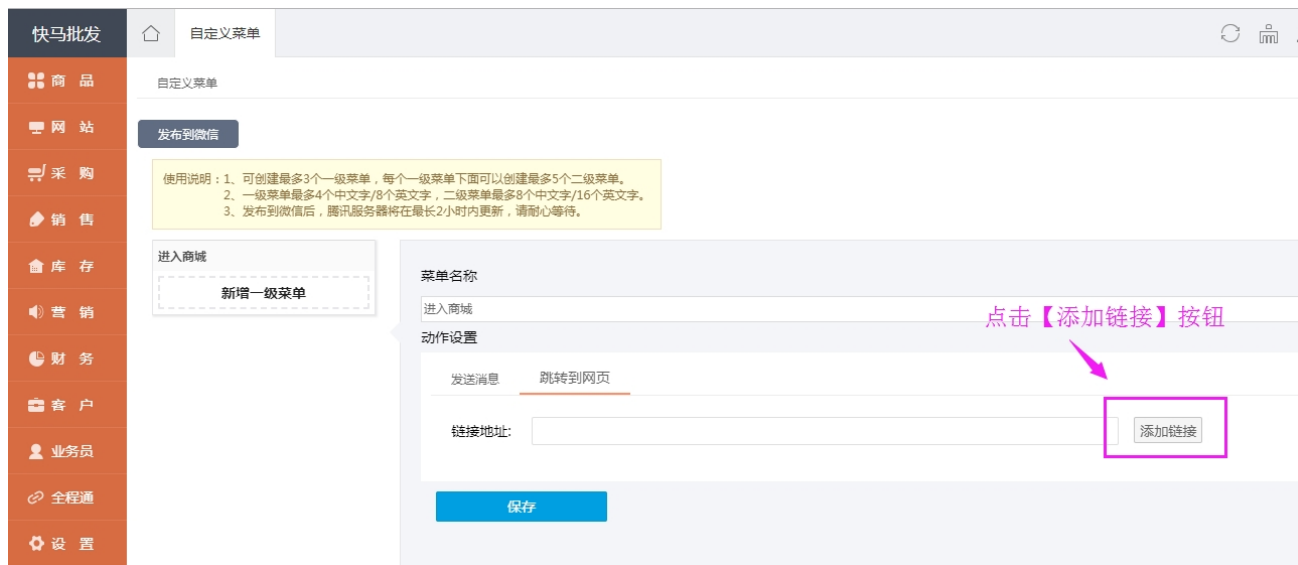 快马批发
自定义菜单
商 品
自定义菜单
网 站
发布到微信
采 购
使用说明：1、可创建最多3个一级菜单，每个一级菜单下面可以创建最多5个二级菜单。
2、一级菜单最多4个中文字/8个英文字，二级菜单最多8个中文字/16个英文字。
3、发布到微信后，腾讯服务器将在最长2小时内更新，请耐心等待。
销 售
库 存
营 销
财 务
客 户
业务员
全程通
设 置
进入商城
新增一级菜单
菜单名称
进入商城
点击【添加链接】按钮
动作设置
发送消息
跳转到网页
链接地址:
添加链接
保存